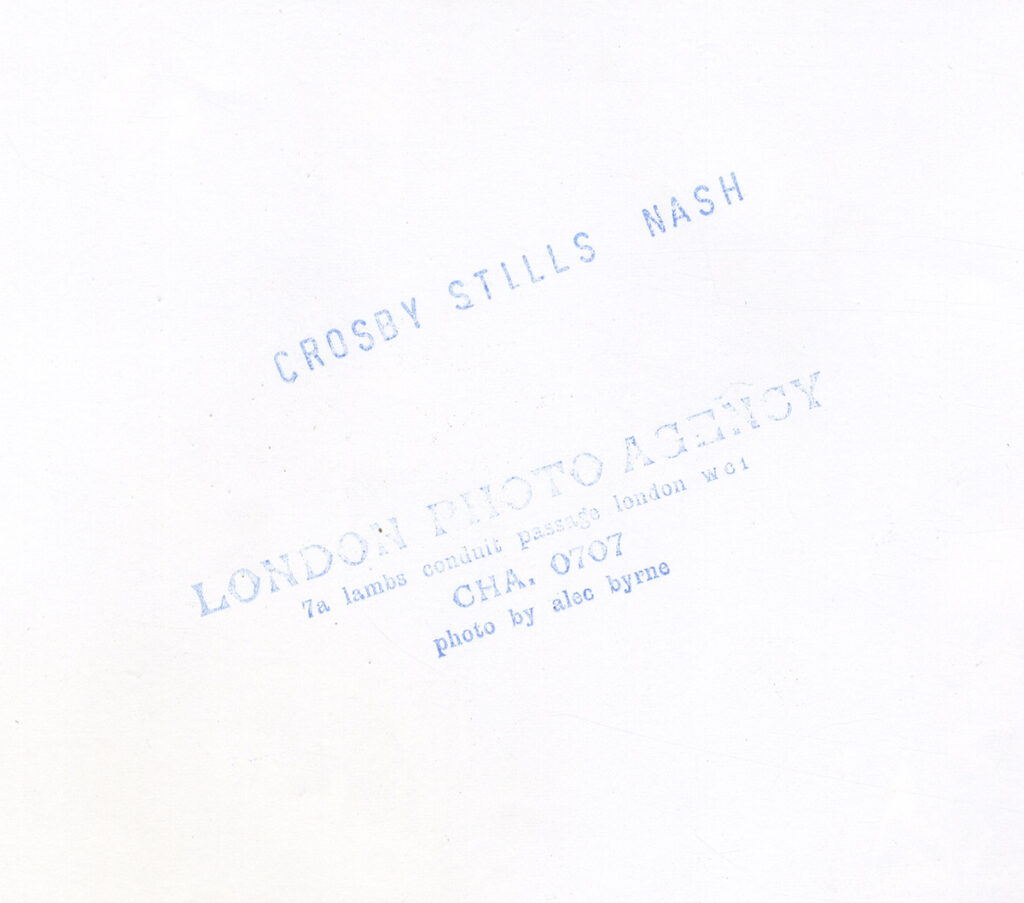 CROSBY STILLS NASH
LONDON PHOTO AGENCY
7a lambs conduit passage london wc1
CHA. 0707
photo by alec byrne